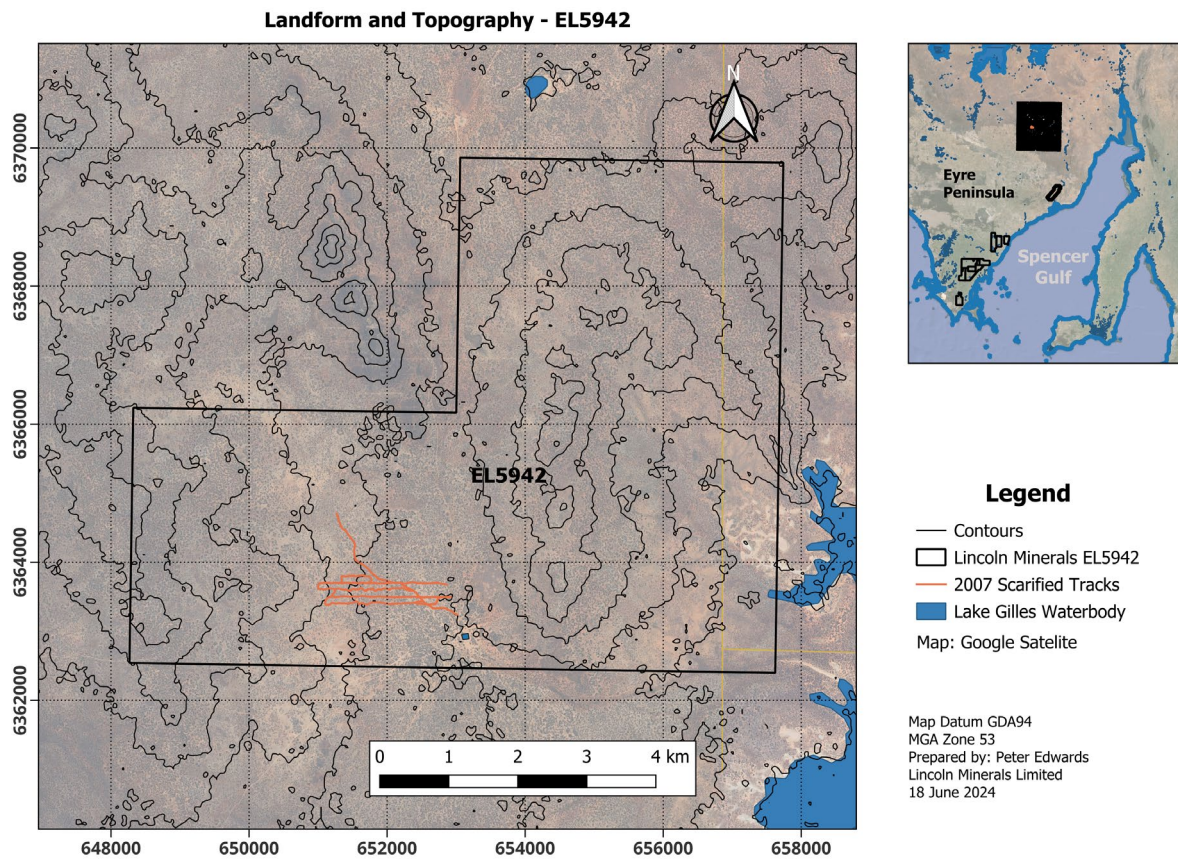 Landform and Topography - EL5942
N
6370000
6368000
6366000
6364000
6362000
EL5942
0 1 2 3 4 km
648000 650000 652000 654000 656000 658000
Eyre
Peninsula
Spencer
Gulf
Legend
Contours
Lincoln Minerals EL5942
2007 Scarified Tracks
Lake Gilles Waterbody
Map: Google Satelite
Map Datum GDA94
MGA Zone 53
Prepared by: Peter Edwards
Lincoln Minerals Limited
18 June 2024